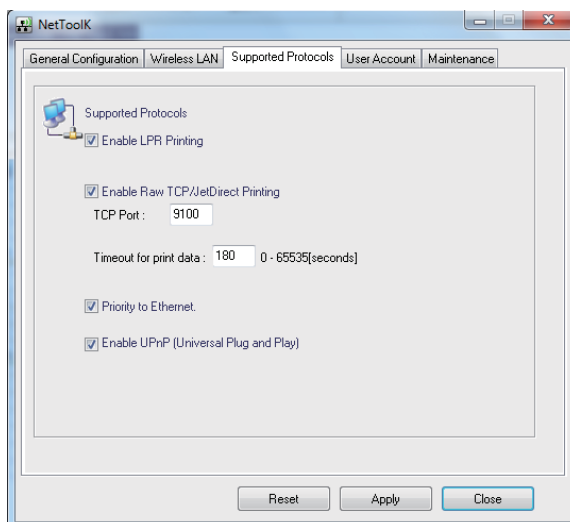 NetToolK
General Configuration Wireless LAN Supported Protocols User Account Maintenance
Supported Protocols
Enable LPR Printing
Enable Raw TCP/JetDirect Printing
TCP Port : 9100
Timeout for print data : 180 0 - 65535[seconds]
Priority to Ethernet.
Enable UPnP (Universal Plug and Play)
Reset Apply Close